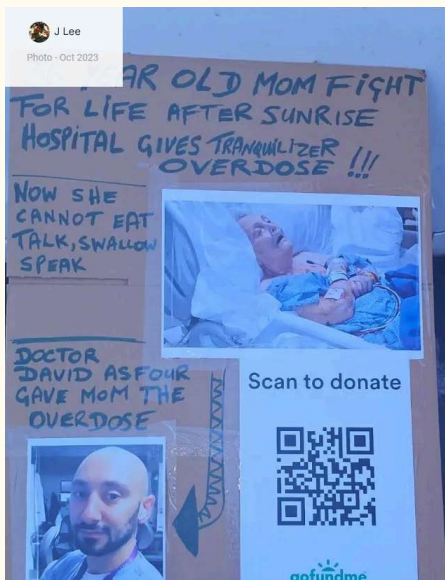 J Lee
Photo - Oct 2023
YEAR OLD MOM FIGHT
FOR LIFE AFTER SUNRISE
HOSPITAL GIVES TRANQUILIZER
OVERDOSE !!!
NOW SHE
CANNOT EAT
TALK, SWALLOW
SPEAK
DOCTOR
DAVID ASFOUR
GAVE MOM THE
OVERDOSE
Scan to donate
gofundme